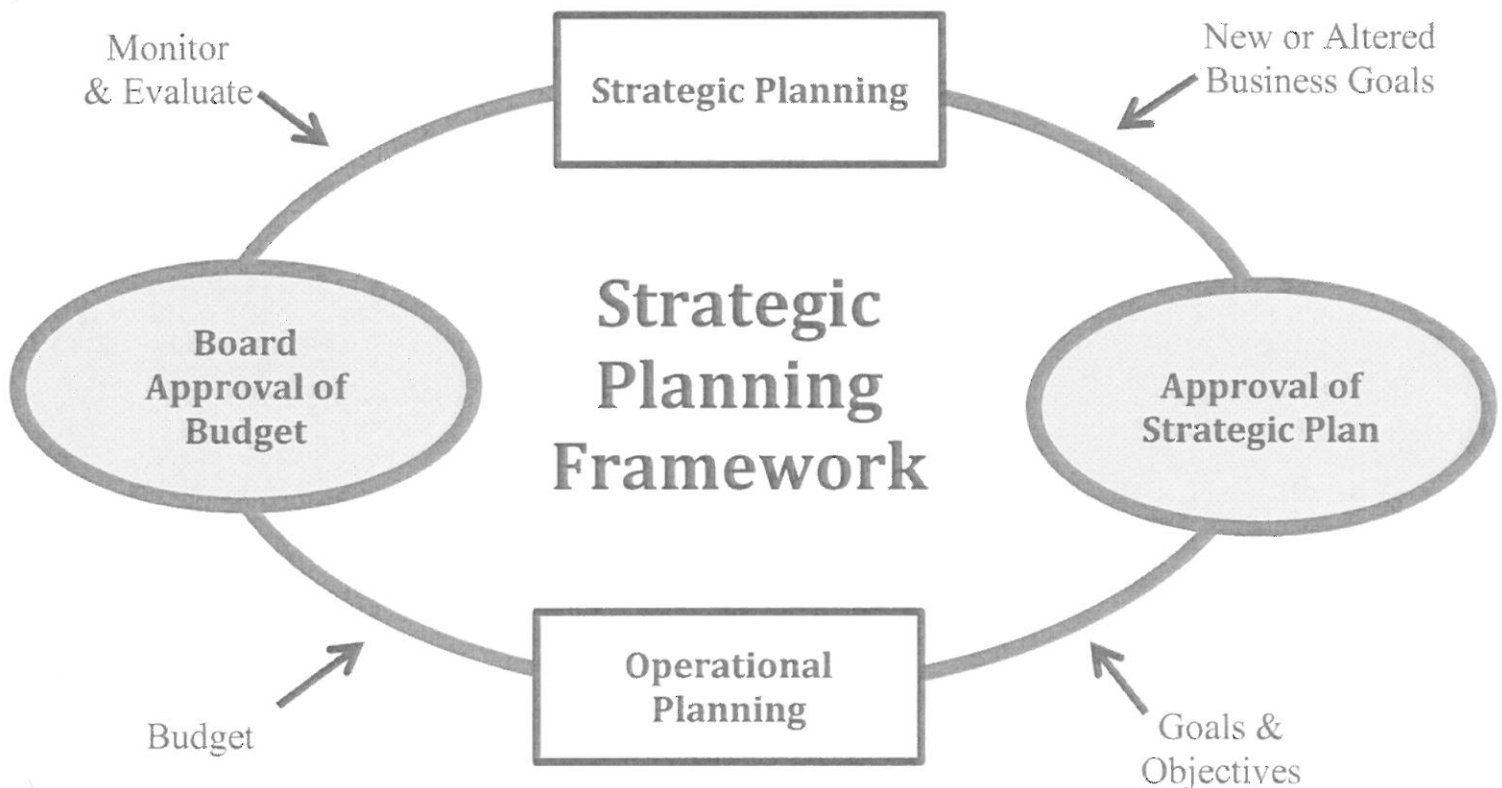 Monitor
& Evaluate
Strategic Planning
New or Altered
Business Goals
Board
Approval of
Budget
Strategic
Planning
Framework
Approval of
Strategic Plan
Budget
Operational
Planning
Goals &
Objectives